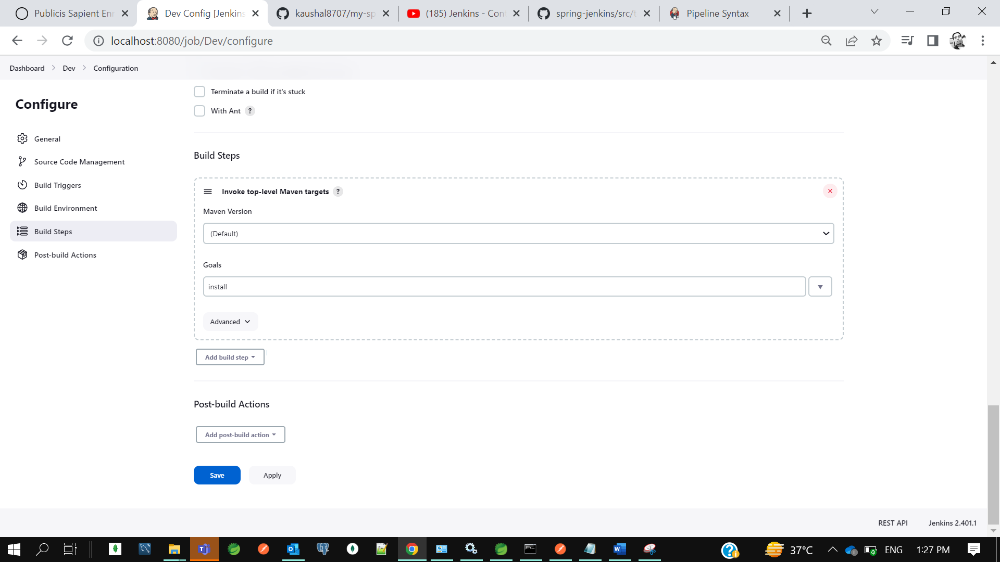 Publicis Sapient Enr
Dev Config [Jenkins
kaushal8707/my-sp
(185) Jenkins - Con
spring-jenkins/src/t
Pipeline Syntax
localhost:8080/job/Dev/configure
Dashboard
Dev
Configuration
Configure
General
Source Code Management
Build Triggers
Build Environment
Build Steps
Post-build Actions
Terminate a build if it's stuck
With Ant ?
Build Steps
Invoke top-level Maven targets ?
Maven Version
(Default)
Goals
install
Advanced
Add build step
Post-build Actions
Add post-build action
Save
Apply
REST API
Jenkins 2.401.1
37°C
ENG
1:27 PM